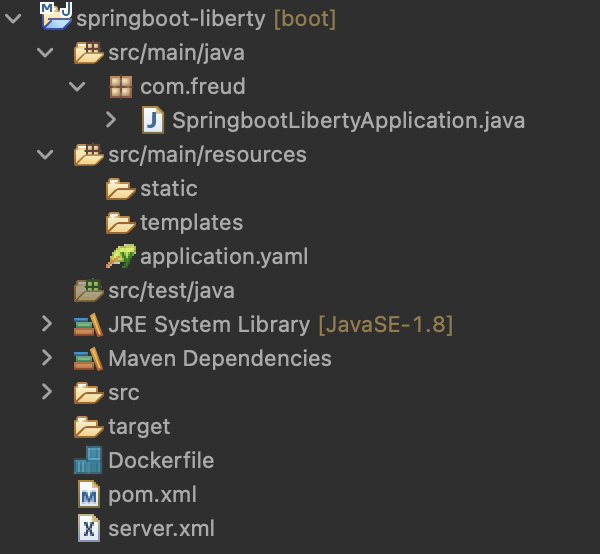 springboot-liberty [boot]
src/main/java
com.freud
SpringbootLibertyApplication.java
src/main/resources
static
templates
application.yaml
src/test/java
JRE System Library [JavaSE-1.8]
Maven Dependencies
src
target
Dockerfile
pom.xml
server.xml